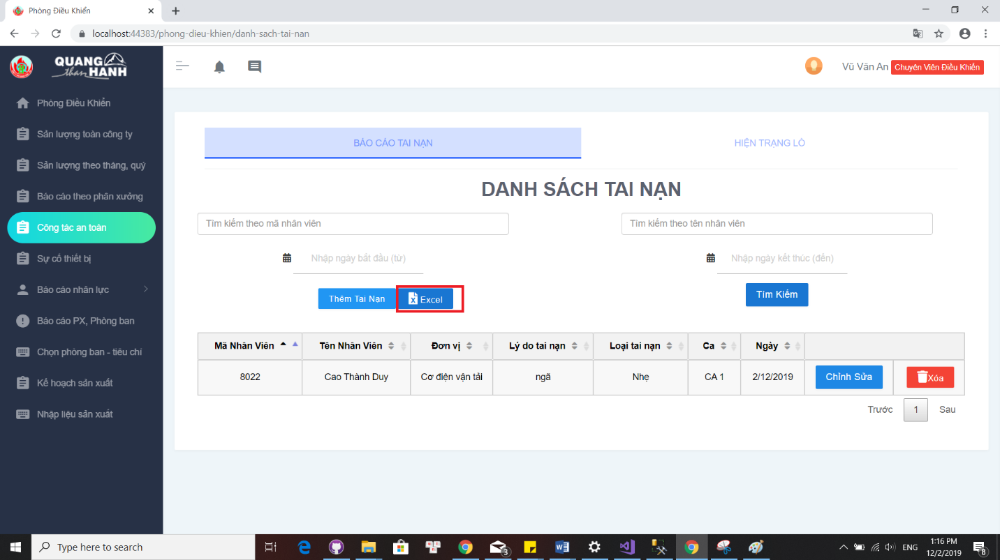 Phòng Điều Khiển
localhost:44383/phong-dieu-khien/danh-sach-tai-nan
QUANG
than HANH
Vũ Văn An Chuyên Viên Điều Khiển
Phòng Điều Khiển
Sản lượng toàn công ty
Sản lượng theo tháng, quý
Báo cáo theo phân xưởng
Công tác an toàn
Sự cố thiết bị
Báo cáo nhân lực
Báo cáo PX, Phòng ban
Chọn phòng ban - tiêu chí
Kế hoạch sản xuất
Nhập liệu sản xuất
BÁO CÁO TAI NẠN
HIỆN TRẠNG LÒ
DANH SÁCH TAI NẠN
Tìm kiếm theo mã nhân viên
Tìm kiếm theo tên nhân viên
Nhập ngày bắt đầu (từ)
Nhập ngày kết thúc (đến)
Thêm Tai Nạn
Excel
Tìm Kiếm
Mã Nhân Viên Tên Nhân Viên Đơn vị Lý do tai nạn Loại tai nạn Ca Ngày
8022 Cao Thành Duy Cơ điện vận tải ngã Nhẹ CA 1 2/12/2019 Chỉnh Sửa Xóa
Trước 1 Sau
Type here to search
3
ENG
1:16 PM
12/2/2019
8